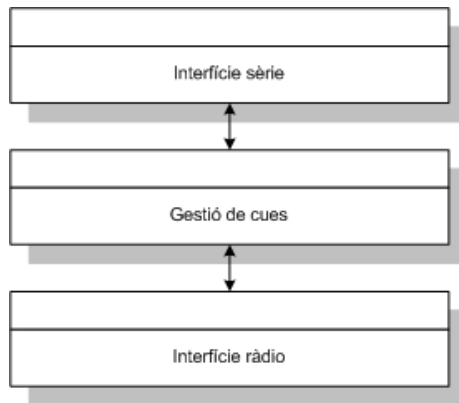 Interfície sèrie
Gestió de cues
Interfície ràdio